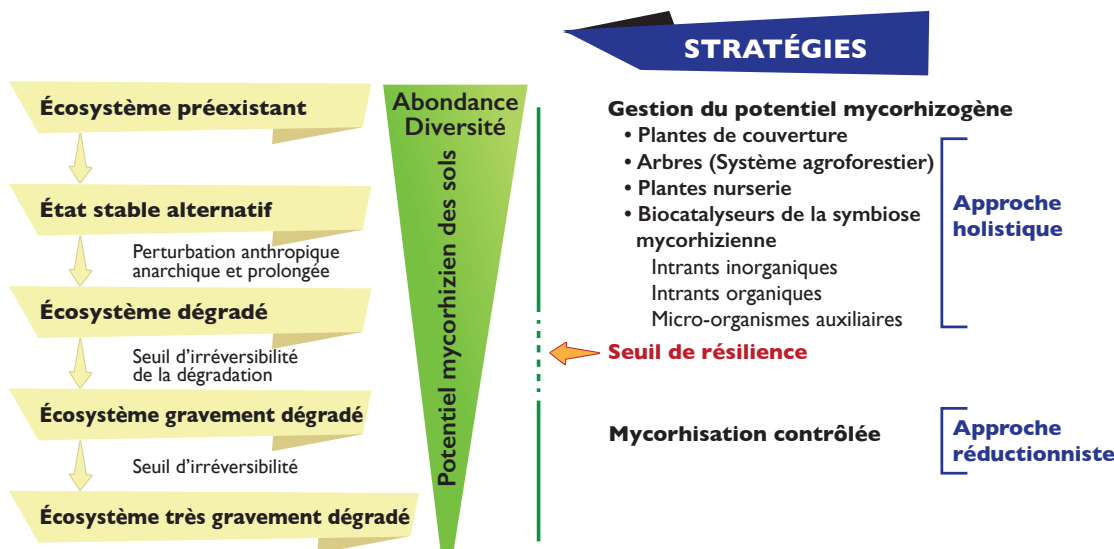 STRATÉGIES
Écosystème préexistant
État stable alternatif
Perturbation anthropique
anarchique et prolongée
Écosystème dégradé
Seuil d’irréversibilité
de la dégradation
Écosystème gravement dégradé
Seuil d’irréversibilité
Écosystème très gravement dégradé
Abondance
Diversité
Potentiel mycorhizien des sols
Gestion du potentiel mycorhizogène
• Plantes de couverture
• Arbres (Système agroforestier)
• Plantes nurserie
• Biocatalyseurs de la symbiose
mycorhizienne
Intrants inorganiques
Intrants organiques
Micro-organismes auxiliaires
Approche
holistique
Seuil de résilience
Mycorhisation contrôlée
Approche
réductionniste